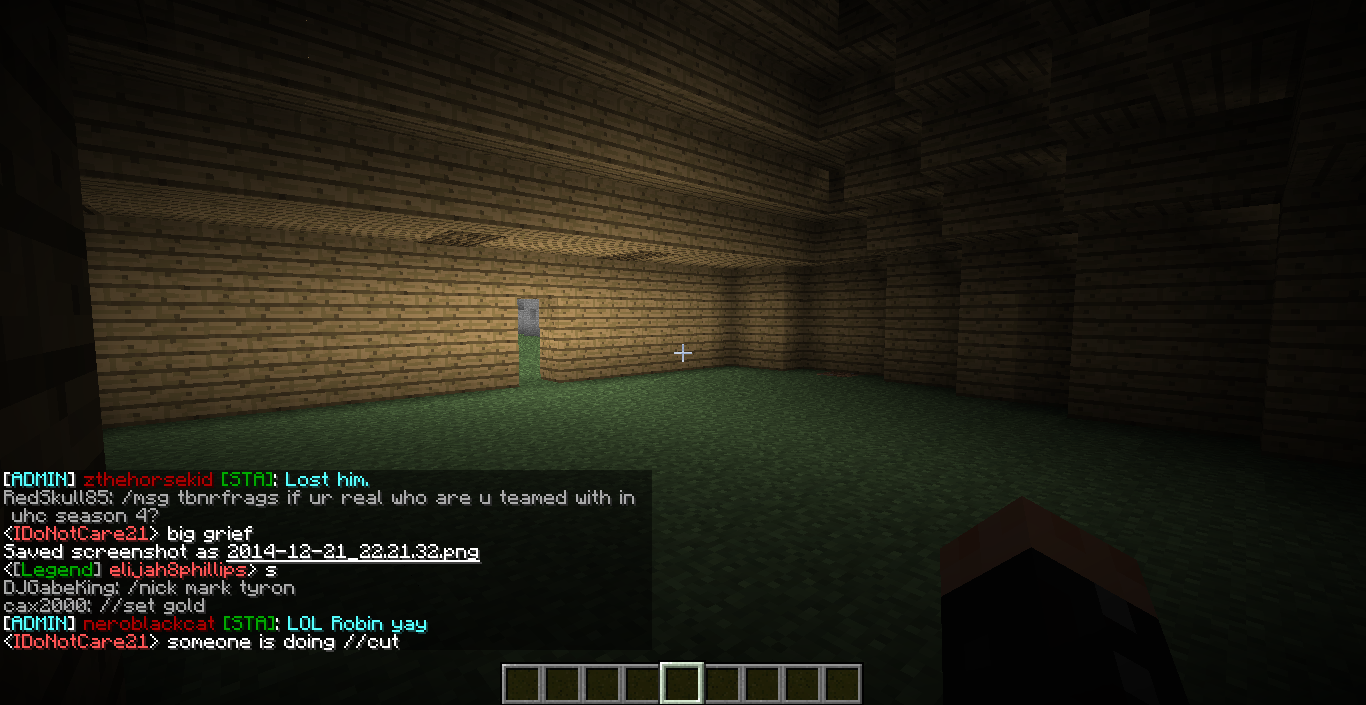 [ADMIN] zthehorsekid [STA]: Lost him.
RedSkull85: /msg tbnrfrags if ur real who are u teamed with in
uhc season 4?
<IDoNotCare21> big grief
Saved screenshot as 2014-12-21_22.21.32.png
<[Legend] elijah8phillips> s
DJGabeKing: /nick mark tyron
cax2000: //set gold
[ADMIN] neroblackcat [STA]: LOL Robin yay
<IDoNotCare21> someone is doing //cut